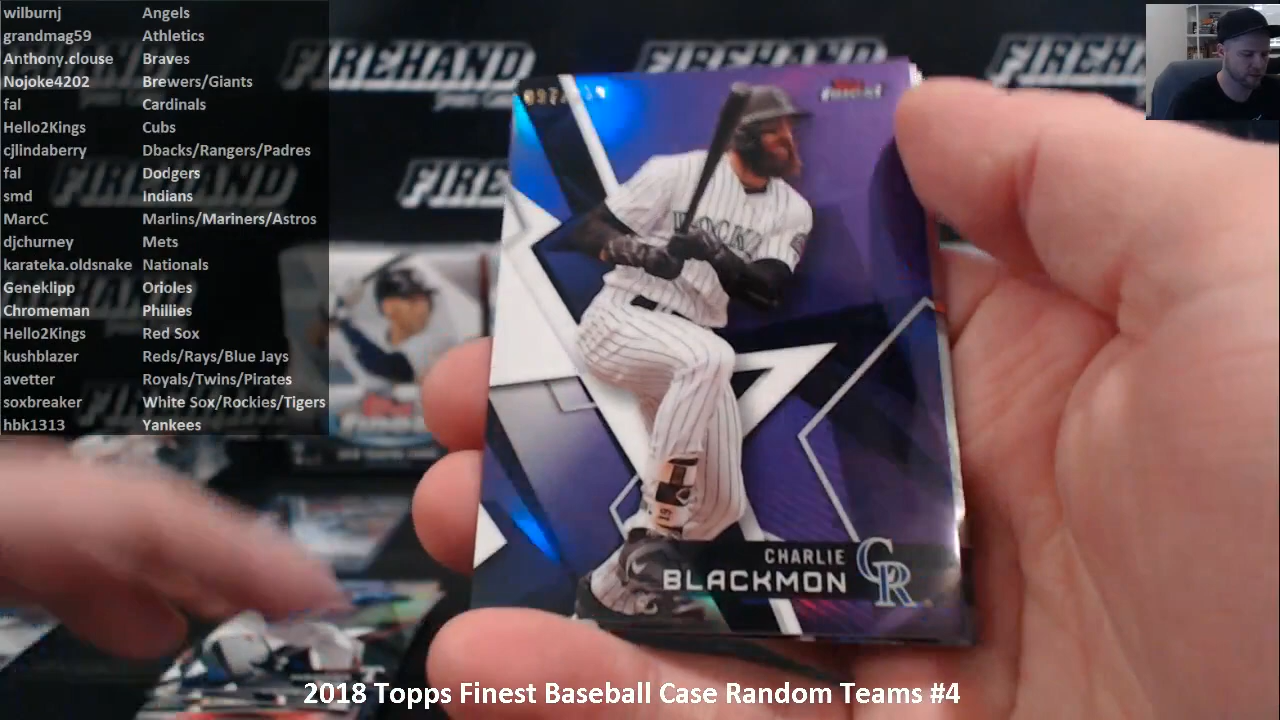 wilburnj Angels
grandmag59 Athletics
Anthony.clouse Braves
Nojoke4202 Brewers/Giants
fal Cardinals
Hello2Kings Cubs
cjlindaberry Dbacks/Rangers/Padres
fal Dodgers
smd Indians
MarcC Marlins/Mariners/Astros
djchurney Mets
karateka.oldsnake Nationals
Geneklipp Orioles
Chromeman Phillies
Hello2Kings Red Sox
kushblazer Reds/Rays/Blue Jays
avetter Royals/Twins/Pirates
soxbreaker White Sox/Rockies/Tigers
hbk1313 Yankees
FIREHAND
FIREHAND
FINEST
CHARLIE
BLACKMON
CR
2018 Topps Finest Baseball Case Random Teams #4